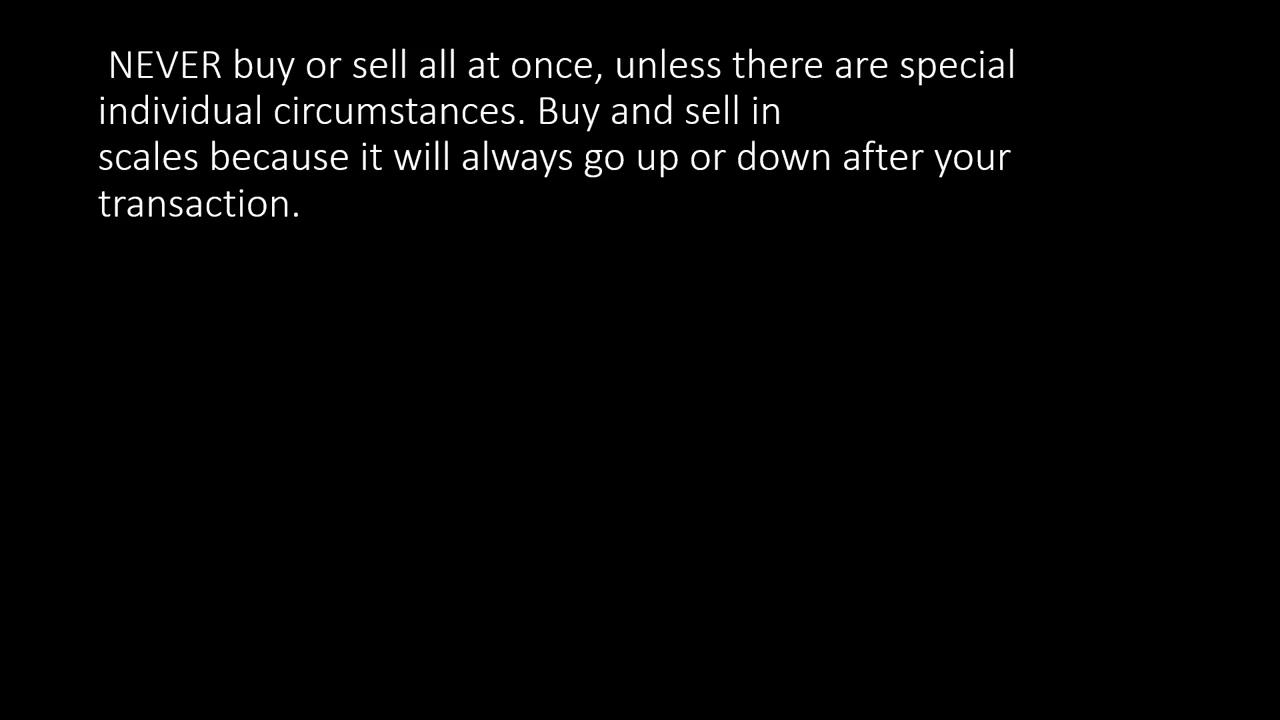 NEVER buy or sell all at once, unless there are special
individual circumstances. Buy and sell in
scales because it will always go up or down after your
transaction.